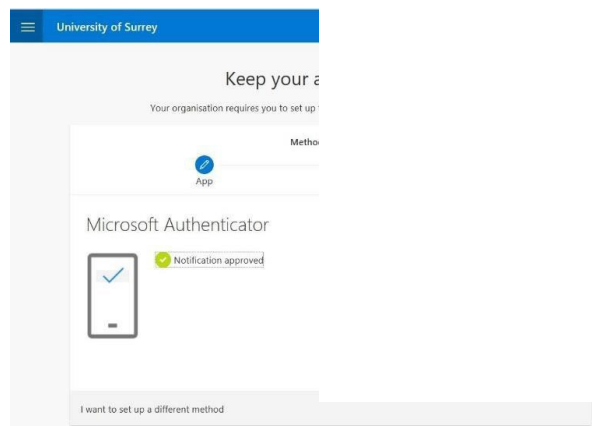 University of Surrey
Keep your a
Your organisation requires you to set up
Metho
App
Microsoft Authenticator
Notification approved
I want to set up a different method